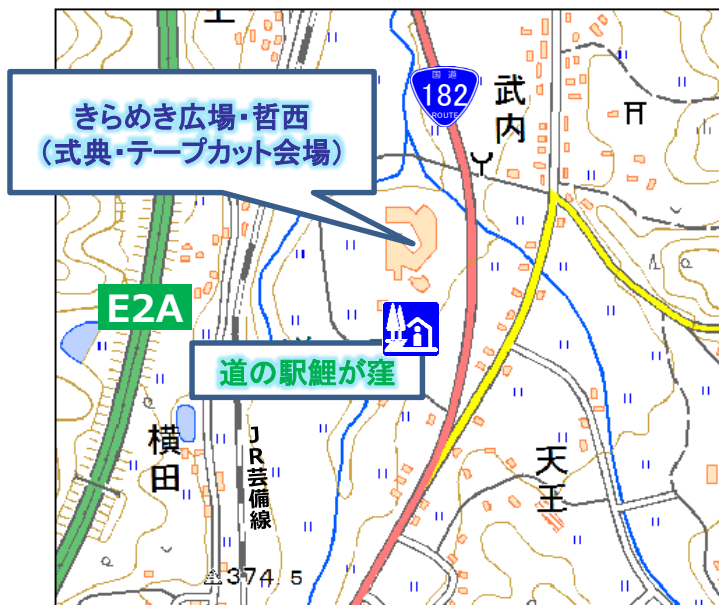 きらめき広場・哲西
(式典・テープカット会場)
国道
182
ROUTE
武内
E2A
道の駅鯉が窪
横田
JR芸備線
天王
374.5